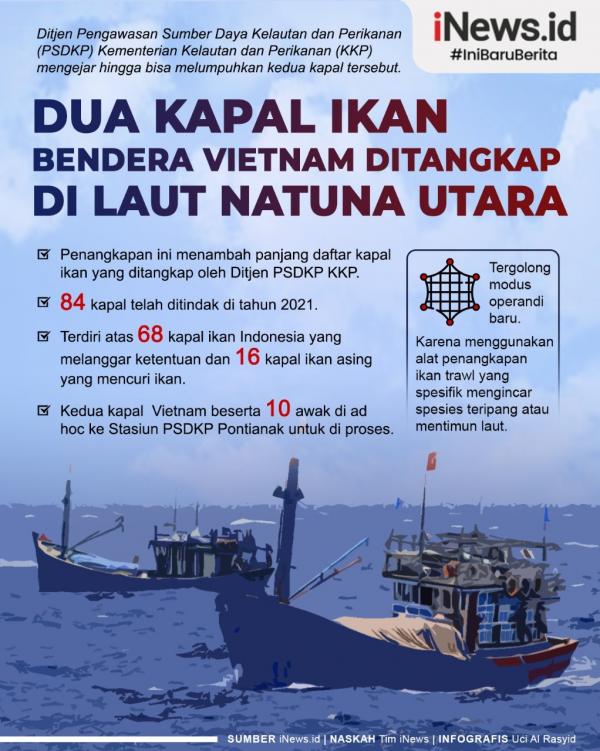 Ditjen Pengawasan Sumber Daya Kelautan dan Perikanan
(PSDKP) Kementerian Kelautan dan Perikanan (KKP)
mengejar hingga bisa melumpuhkan kedua kapal tersebut.
iNews.id
#IniBaruBerita
DUA KAPAL IKAN
BENDERA VIETNAM DITANGKAP
DI LAUT NATUNA UTARA
Penangkapan ini menambah panjang daftar kapal
ikan yang ditangkap oleh Ditjen PSDKP KKP.
84 kapal telah ditindak di tahun 2021.
Terdiri atas 68 kapal ikan Indonesia yang
melanggar ketentuan dan 16 kapal ikan asing
yang mencuri ikan.
Kedua kapal Vietnam beserta 10 awak di ad
hoc ke Stasiun PSDKP Pontianak untuk di proses.
Tergolong
modus
operandi
baru.
Karena menggunakan
alat penangkapan
ikan trawl yang
spesifik mengincar
spesies teripang atau
mentimun laut.
SUMBER iNews.id | NASKAH Tim iNews | INFOGRAFIS Uci Al Rasyid